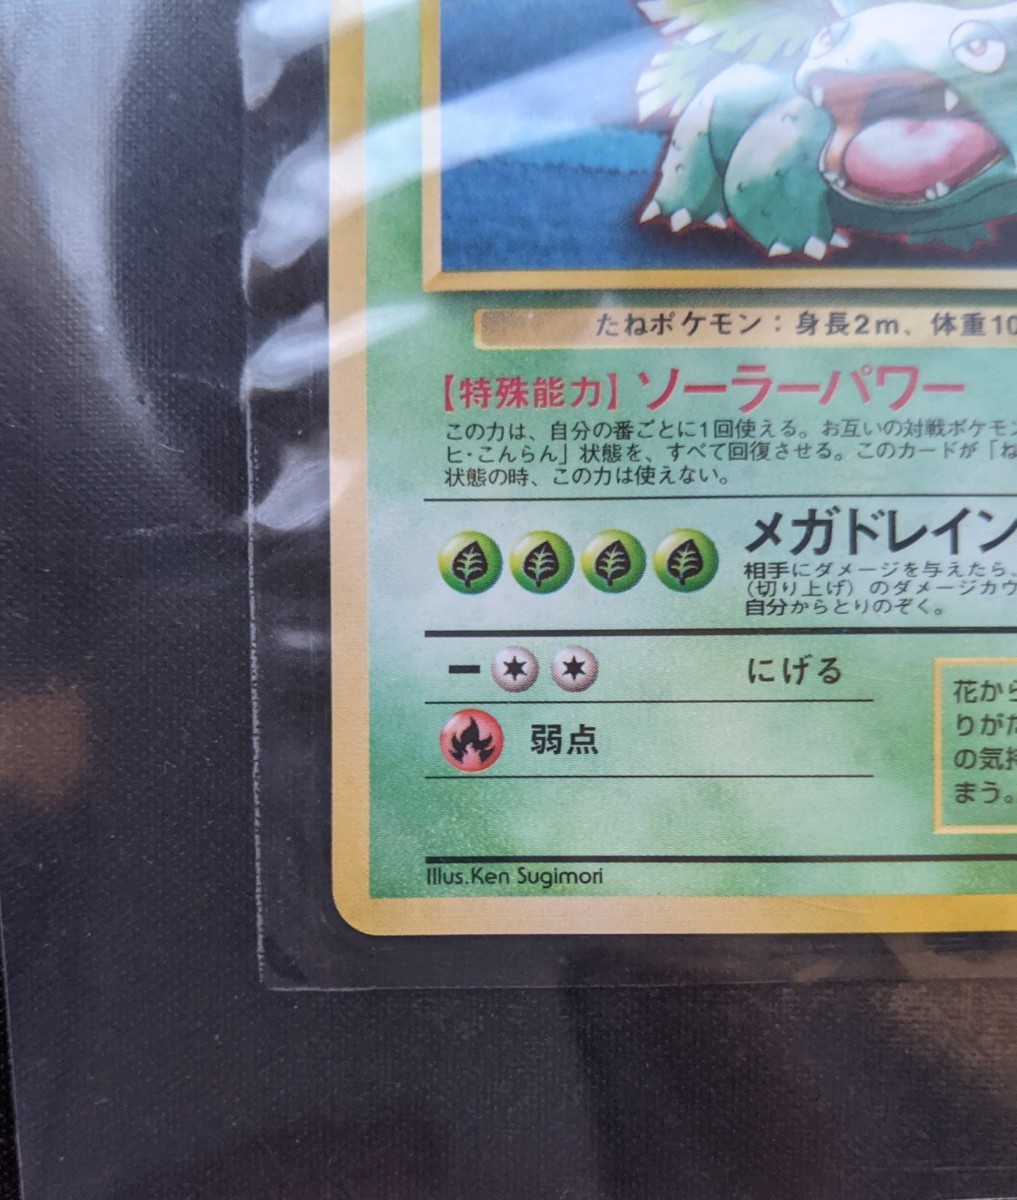 たねポケモン：身長2m、体重10
【特殊能力】ソーラーパワー
この力は、自分の番ごとに1回使える。お互いの対戦ポケモン
ヒ・こんらん」状態を、すべて回復させる。このカードが「ね
状態の時、この力は使えない。
メガドレイン
相手にダメージを与えたら、
(切り上げ) のダメージカウ
自分からとりのぞく。
ー にげる
弱点
花から
りがた
の気持
まう。
Illus.Ken Sugimori